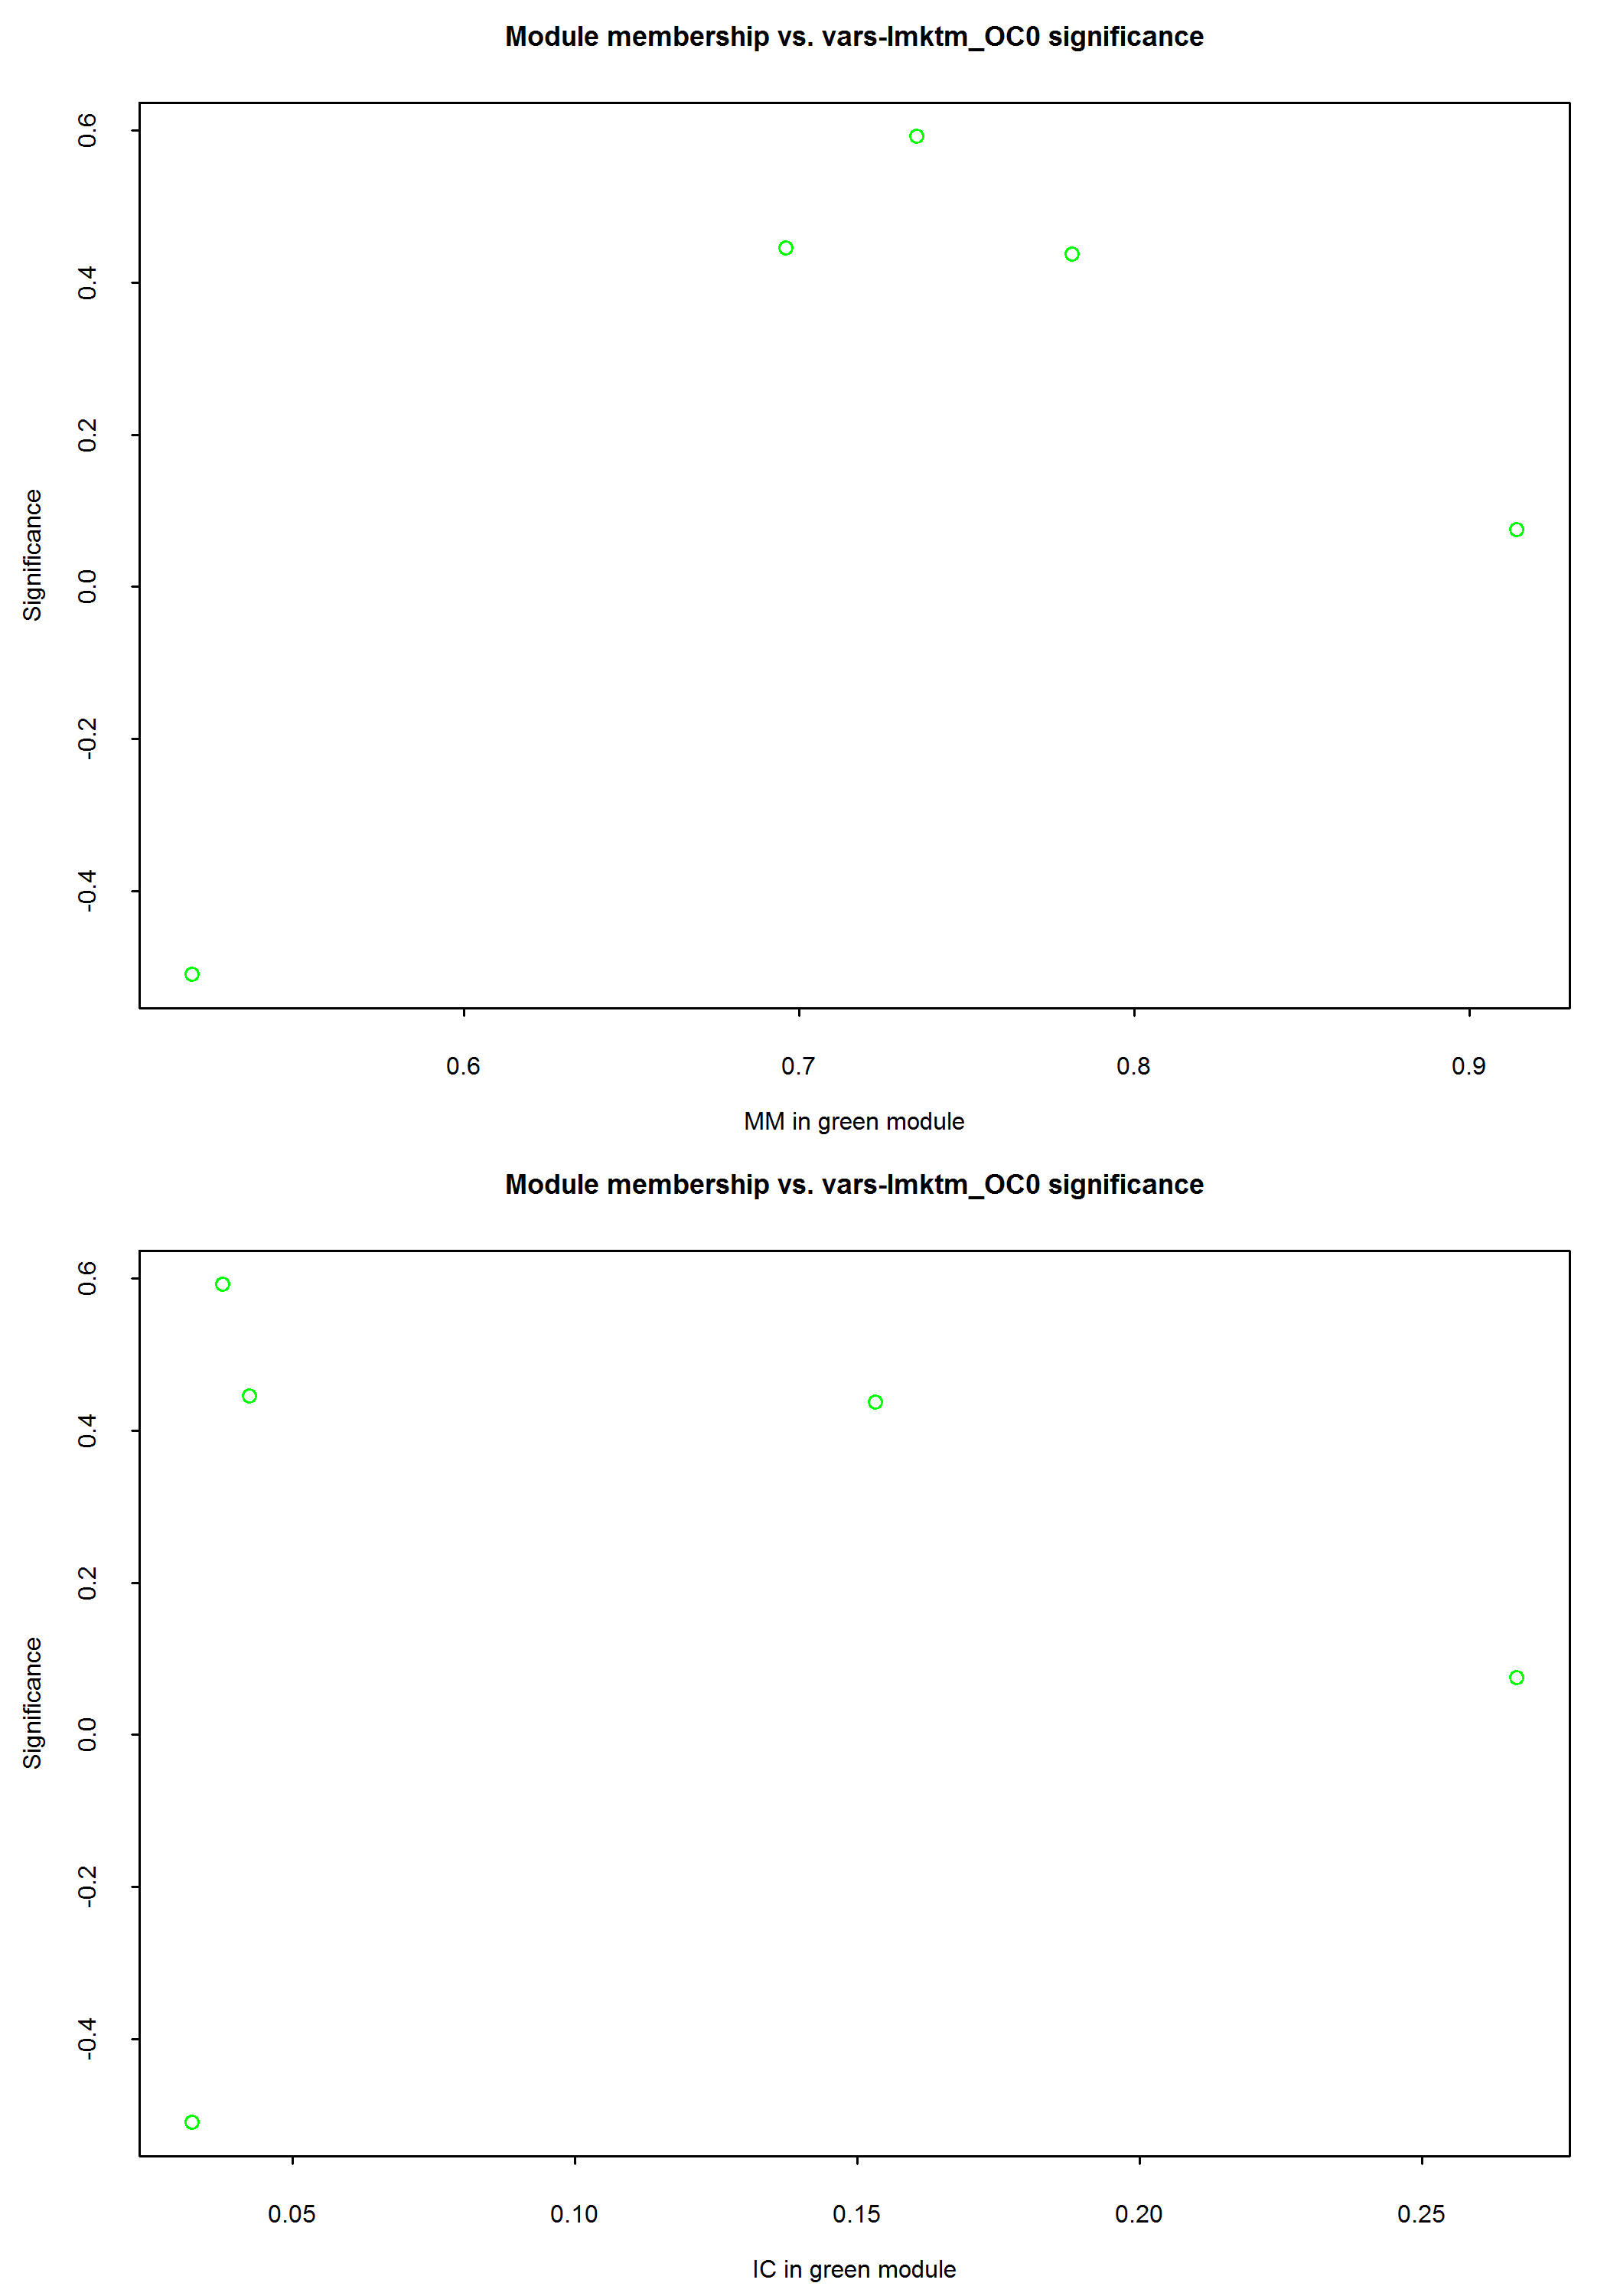 Module membership vs. vars-lmktm_OC0 significance
0.6
0.4
0.2
0.0
-0.2
-0.4
Significance
0.6 0.7 0.8 0.9
MM in green module
Module membership vs. vars-lmktm_OC0 significance
0.6
0.4
0.2
0.0
-0.2
-0.4
Significance
0.05 0.10 0.15 0.20 0.25
IC in green module